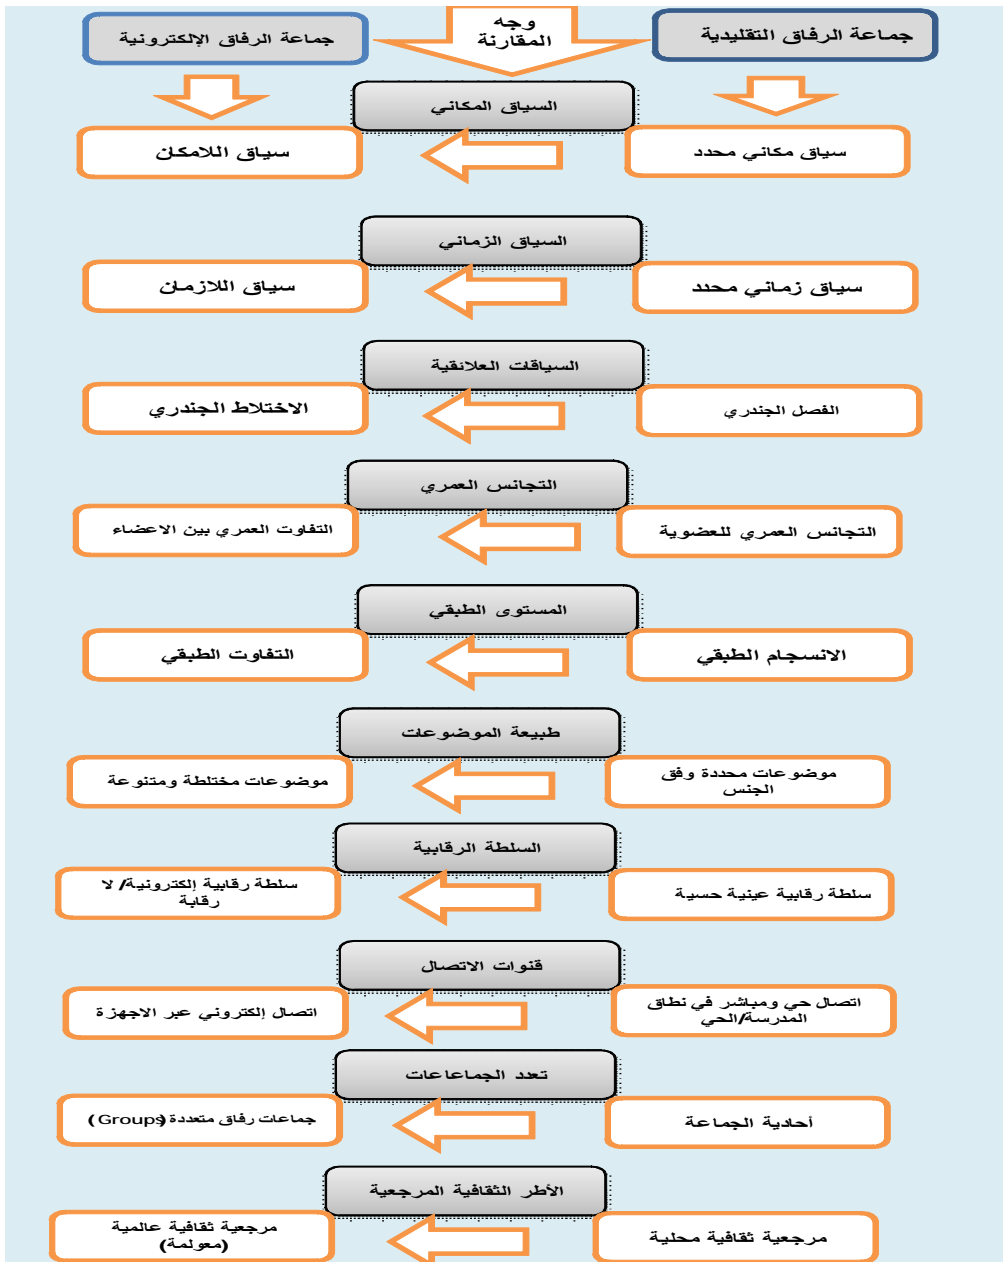 جماعة الرفاق التقليدية
وجه
المقارنة
جماعة الرفاق الإلكترونية
السياق المكاني
سياق مكاني محدد
سياق اللامكان
السياق الزماني
سياق زماني محدد
سياق اللازمان
السياقات العلائقية
الفصل الجندري
الاختلاط الجندري
التجانس العمري
التجانس العمري للعضوية
التفاوت العمري بين الاعضاء
المستوى الطبقي
الانسجام الطبقي
التفاوت الطبقي
طبيعة الموضوعات
موضوعات محددة وفق
الجنس
موضوعات مختلطة ومتنوعة
السلطة الرقابية
سلطة رقابية عينية حسية
سلطة رقابية إلكترونية/ لا
رقابة
قنوات الاتصال
اتصال حي ومباشر في نطاق
المدرسة/الحي
اتصال إلكتروني عبر الاجهزة
تعدد الجماعاعات
أحادية الجماعة
جماعات رفاق متعددة (Groups)
الأطر الثقافية المرجعية
مرجعية ثقافية محلية
مرجعية ثقافية عالمية
(معولمة)